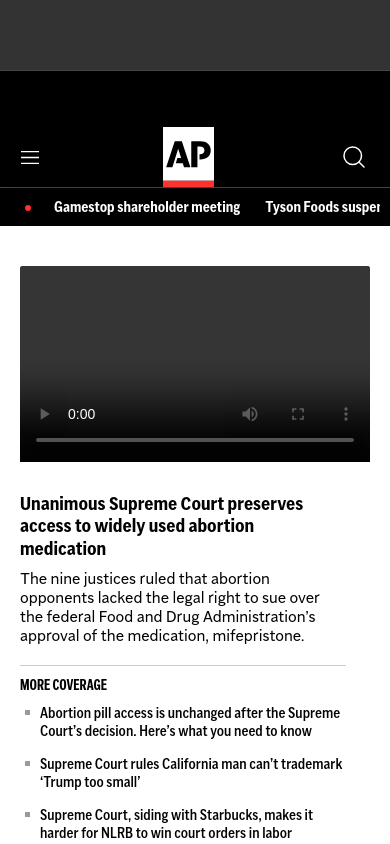 AP
Gamestop shareholder meeting Tyson Foods
0:00
Unanimous Supreme Court preserves
access to widely used abortion
medication
The nine justices ruled that abortion
opponents lacked the legal right to sue over
the federal Food and Drug Administration's
approval of the medication, mifepristone.
MORE COVERAGE
Abortion pill access is unchanged after the Supreme
Court's decision. Here's what you need to know
Supreme Court rules California man can't trademark
‘Trump too small’
Supreme Court, siding with Starbucks, makes it
harder for NLRB to win court orders in labor